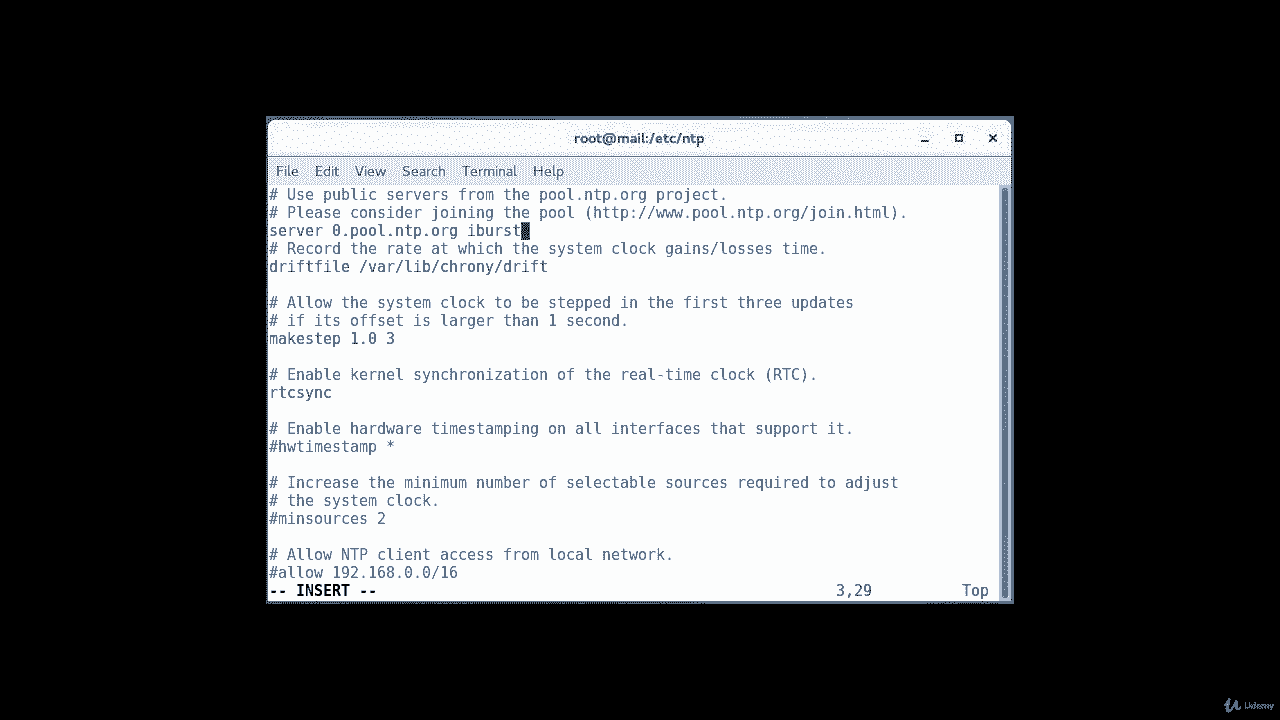 root@mail:/etc/ntp
File Edit View Search Terminal Help
# Use public servers from the pool.ntp.org project.
# Please consider joining the pool (http://www.pool.ntp.org/join.html).
server 0.pool.ntp.org iburst
# Record the rate at which the system clock gains/losses time.
driftfile /var/lib/chrony/drift
# Allow the system clock to be stepped in the first three updates
# if its offset is larger than 1 second.
makestep 1.0 3
# Enable kernel synchronization of the real-time clock (RTC).
rtcsync
# Enable hardware timestamping on all interfaces that support it.
#hwtimestamp *
# Increase the minimum number of selectable sources required to adjust
# the system clock.
#minsources 2
# Allow NTP client access from local network.
#allow 192.168.0.0/16
-- INSERT -- 3,29 Top
Udemy